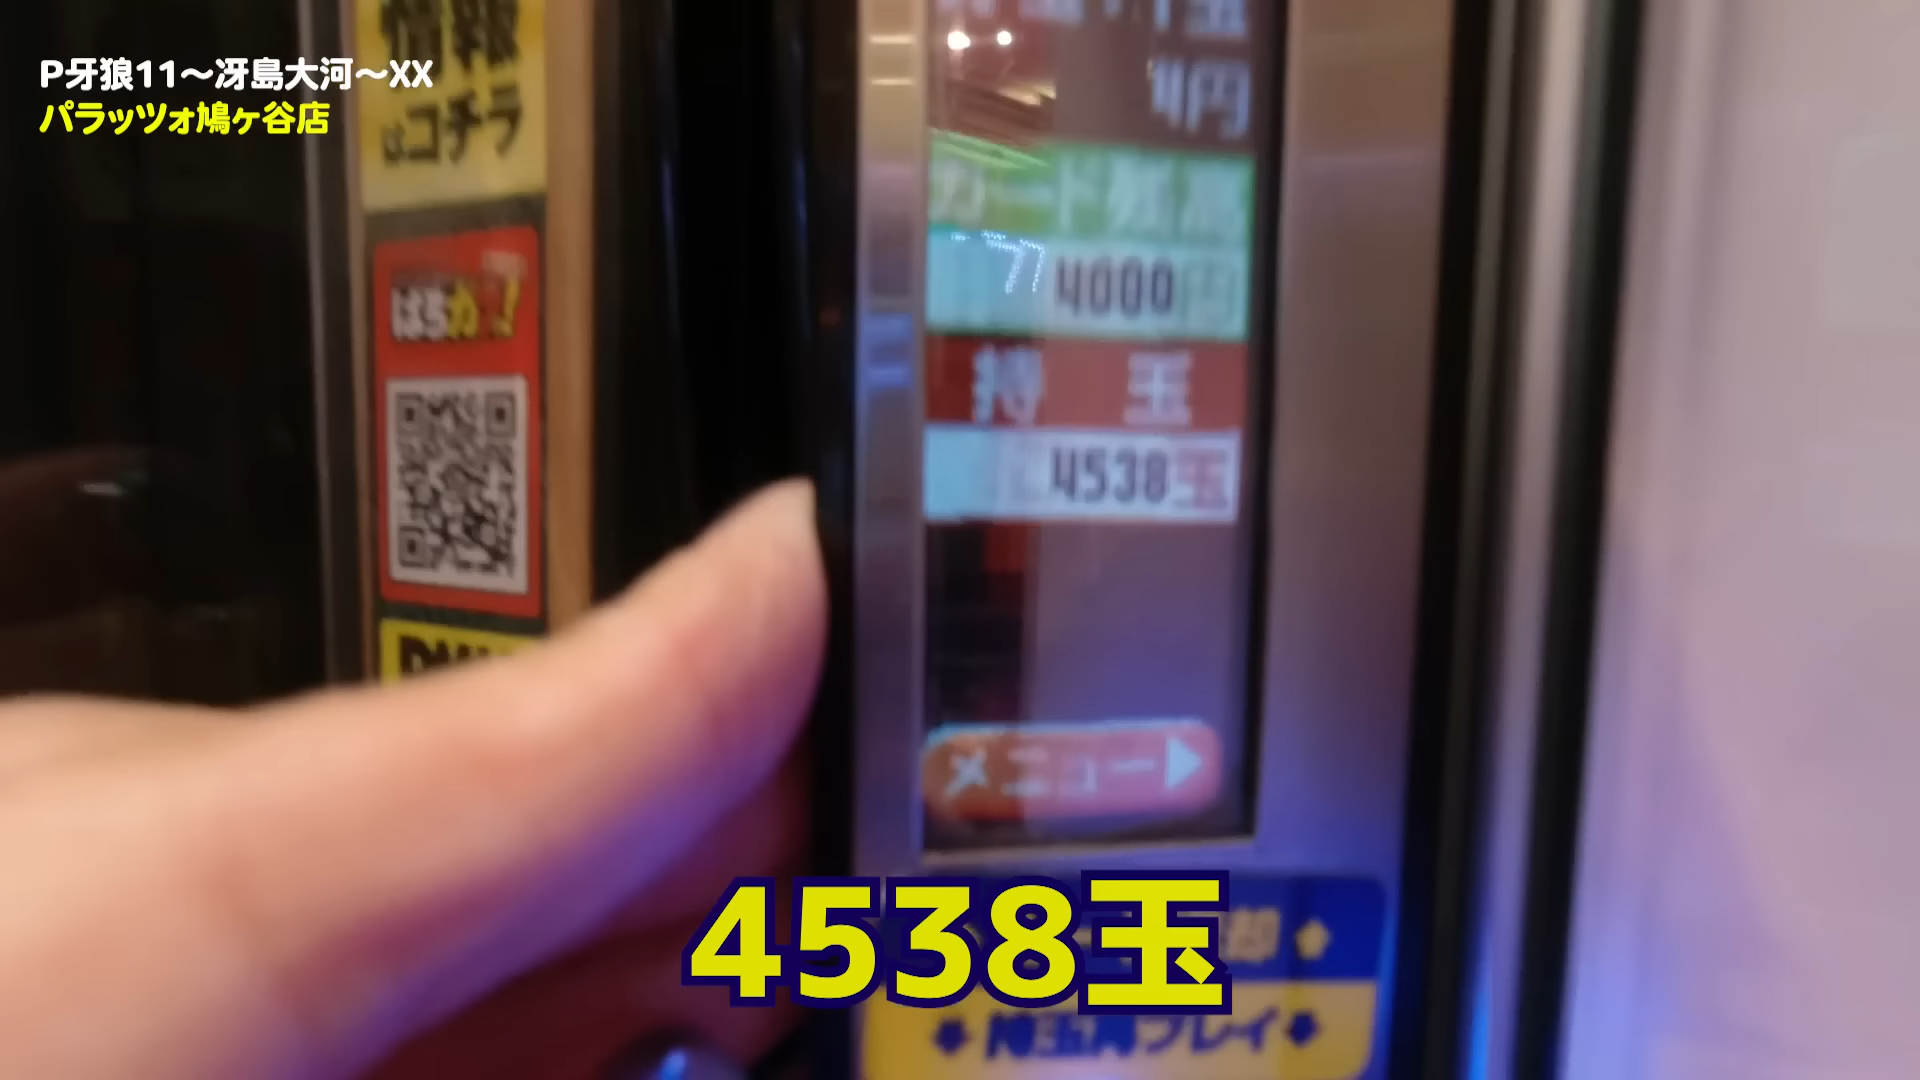 P牙狼11～冴島大河～XX
パラッツォ鳩ヶ谷店
情報
はコチラ
4円
カード残高
4000円
持 玉
4538玉
メニュー▶
4538玉
却
持玉再プレイ